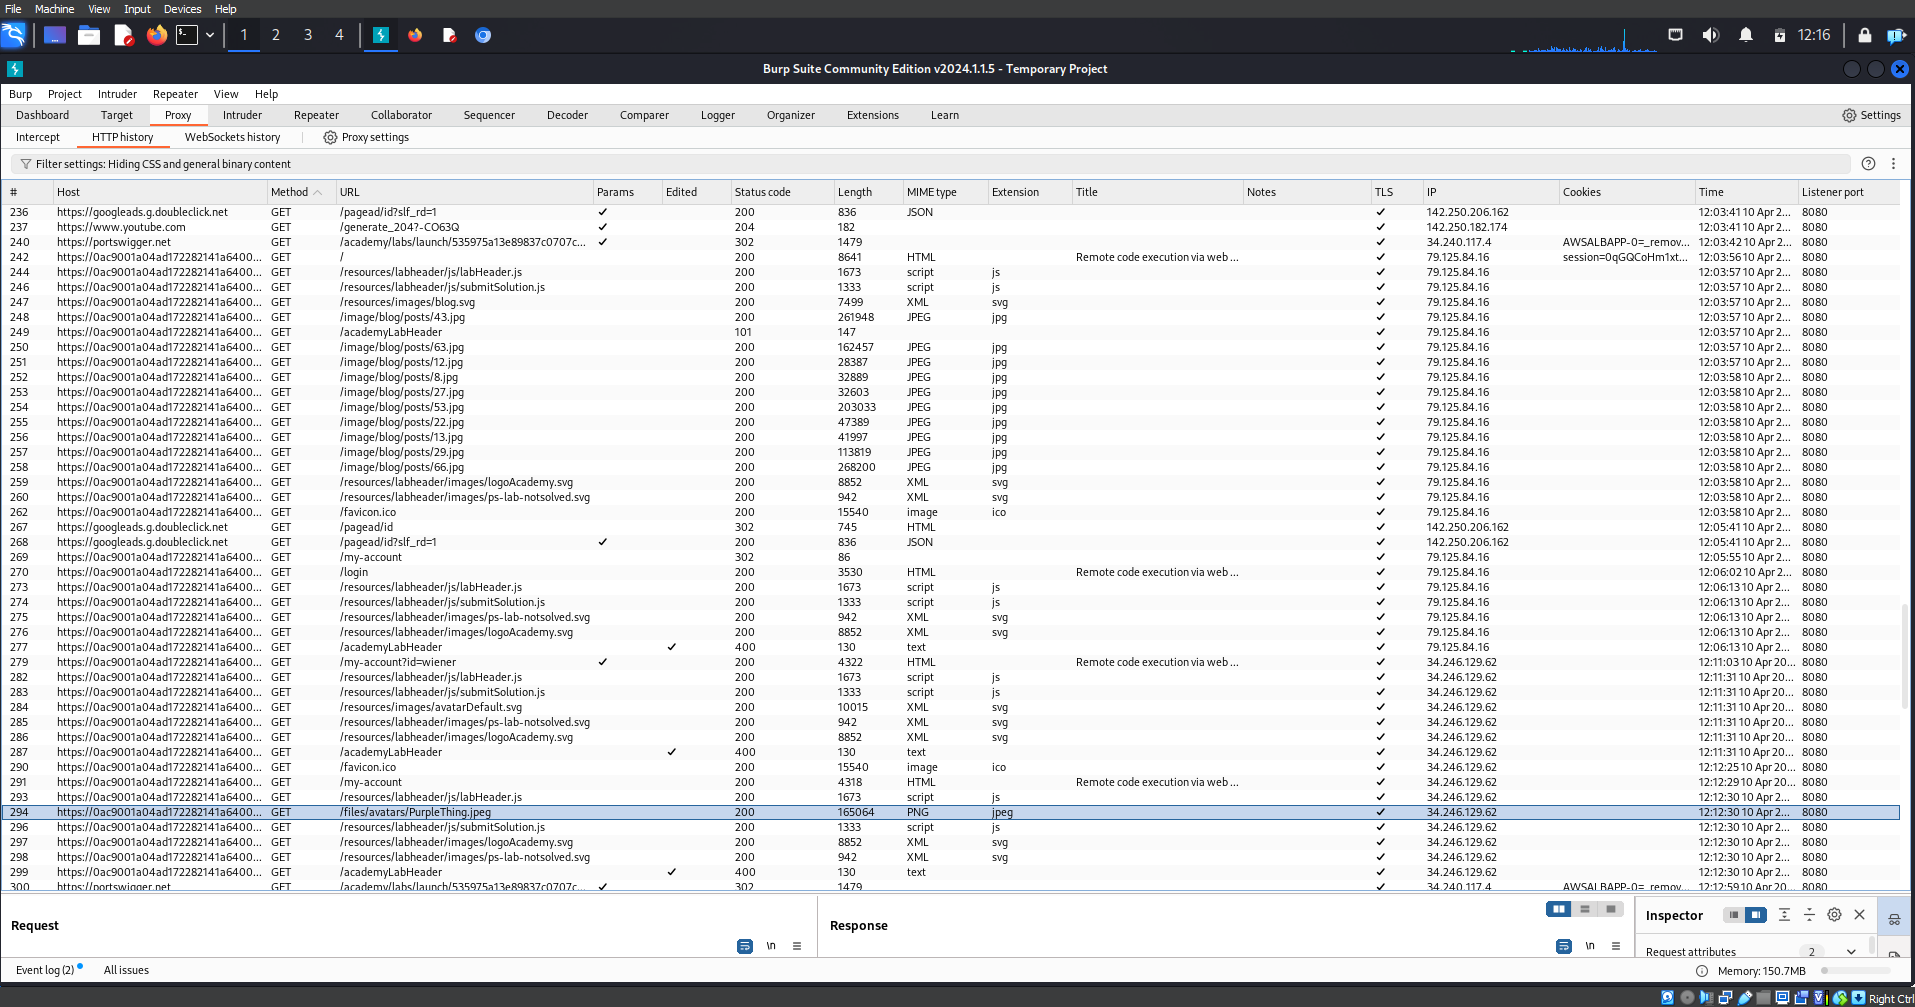 File Machine View Input Devices Help
1 2 3 4 12:16
Burp Suite Community Edition v2024.1.1.5 - Temporary Project
Burp Project Intruder Repeater View Help
Dashboard Target Proxy Intruder Repeater Collaborator Sequencer Decoder Comparer Logger Organizer Extensions Learn Settings
Intercept HTTP history WebSockets history Proxy settings
Filter settings: Hiding CSS and general binary content
# Host Method URL Params Edited Status code Length MIME type Extension Title Notes TLS IP Cookies Time Listener port
236 https://googleads.g.doubleclick.net GET /pagead/id?slf_rd=1 ✓ 200 836 JSON ✓ 142.250.206.162 12:03:41 10 Apr 2... 8080
237 https://www.youtube.com GET /generate_204?-CO63Q ✓ 204 182 ✓ 142.250.182.174 12:03:41 10 Apr 2... 8080
240 https://portswigger.net GET /academy/labs/launch/535975a13e89837c0707c... ✓ 302 1479 ✓ 34.240.117.4 AWSALBAPP-0=_remov... 12:03:42 10 Apr 2... 8080
242 https://0ac9001a04ad172282141a6400... GET / 200 8641 HTML Remote code execution via web ... ✓ 79.125.84.16 session=0qGQCoHm1xt... 12:03:56 10 Apr 2... 8080
244 https://0ac9001a04ad172282141a6400... GET /resources/labheader/js/labHeader.js 200 1673 script js ✓ 79.125.84.16 12:03:57 10 Apr 2... 8080
246 https://0ac9001a04ad172282141a6400... GET /resources/labheader/js/submitSolution.js 200 1333 script js ✓ 79.125.84.16 12:03:57 10 Apr 2... 8080
247 https://0ac9001a04ad172282141a6400... GET /resources/images/blog.svg 200 7499 XML svg ✓ 79.125.84.16 12:03:57 10 Apr 2... 8080
248 https://0ac9001a04ad172282141a6400... GET /image/blog/posts/43.jpg 200 261948 JPEG jpg ✓ 79.125.84.16 12:03:57 10 Apr 2... 8080
249 https://0ac9001a04ad172282141a6400... GET /academyLabHeader 101 147 ✓ 79.125.84.16 12:03:57 10 Apr 2... 8080
250 https://0ac9001a04ad172282141a6400... GET /image/blog/posts/63.jpg 200 162457 JPEG jpg ✓ 79.125.84.16 12:03:57 10 Apr 2... 8080
251 https://0ac9001a04ad172282141a6400... GET /image/blog/posts/12.jpg 200 28387 JPEG jpg ✓ 79.125.84.16 12:03:57 10 Apr 2... 8080
252 https://0ac9001a04ad172282141a6400... GET /image/blog/posts/8.jpg 200 32889 JPEG jpg ✓ 79.125.84.16 12:03:58 10 Apr 2... 8080
253 https://0ac9001a04ad172282141a6400... GET /image/blog/posts/27.jpg 200 32603 JPEG jpg ✓ 79.125.84.16 12:03:58 10 Apr 2... 8080
254 https://0ac9001a04ad172282141a6400... GET /image/blog/posts/53.jpg 200 203033 JPEG jpg ✓ 79.125.84.16 12:03:58 10 Apr 2... 8080
255 https://0ac9001a04ad172282141a6400... GET /image/blog/posts/22.jpg 200 47389 JPEG jpg ✓ 79.125.84.16 12:03:58 10 Apr 2... 8080
256 https://0ac9001a04ad172282141a6400... GET /image/blog/posts/13.jpg 200 41997 JPEG jpg ✓ 79.125.84.16 12:03:58 10 Apr 2... 8080
257 https://0ac9001a04ad172282141a6400... GET /image/blog/posts/29.jpg 200 113819 JPEG jpg ✓ 79.125.84.16 12:03:58 10 Apr 2... 8080
258 https://0ac9001a04ad172282141a6400... GET /image/blog/posts/66.jpg 200 268200 JPEG jpg ✓ 79.125.84.16 12:03:58 10 Apr 2... 8080
259 https://0ac9001a04ad172282141a6400... GET /resources/labheader/images/logoAcademy.svg 200 8852 XML svg ✓ 79.125.84.16 12:03:58 10 Apr 2... 8080
260 https://0ac9001a04ad172282141a6400... GET /resources/labheader/images/ps-lab-notsolved.svg 200 942 XML svg ✓ 79.125.84.16 12:03:58 10 Apr 2... 8080
262 https://0ac9001a04ad172282141a6400... GET /favicon.ico 200 15540 image ico ✓ 79.125.84.16 12:03:58 10 Apr 2... 8080
267 https://googleads.g.doubleclick.net GET /pagead/id 302 745 HTML ✓ 142.250.206.162 12:05:41 10 Apr 2... 8080
268 https://googleads.g.doubleclick.net GET /pagead/id?slf_rd=1 ✓ 200 836 JSON ✓ 142.250.206.162 12:05:41 10 Apr 2... 8080
269 https://0ac9001a04ad172282141a6400... GET /my-account 302 86 ✓ 79.125.84.16 12:05:55 10 Apr 2... 8080
270 https://0ac9001a04ad172282141a6400... GET /login 200 3530 HTML Remote code execution via web ... ✓ 79.125.84.16 12:06:02 10 Apr 2... 8080
273 https://0ac9001a04ad172282141a6400... GET /resources/labheader/js/labHeader.js 200 1673 script js ✓ 79.125.84.16 12:06:13 10 Apr 2... 8080
274 https://0ac9001a04ad172282141a6400... GET /resources/labheader/js/submitSolution.js 200 1333 script js ✓ 79.125.84.16 12:06:13 10 Apr 2... 8080
275 https://0ac9001a04ad172282141a6400... GET /resources/labheader/images/ps-lab-notsolved.svg 200 942 XML svg ✓ 79.125.84.16 12:06:13 10 Apr 2... 8080
276 https://0ac9001a04ad172282141a6400... GET /resources/labheader/images/logoAcademy.svg 200 8852 XML svg ✓ 79.125.84.16 12:06:13 10 Apr 2... 8080
277 https://0ac9001a04ad172282141a6400... GET /academyLabHeader ✓ 400 130 text ✓ 79.125.84.16 12:06:13 10 Apr 2... 8080
279 https://0ac9001a04ad172282141a6400... GET /my-account?id=wiener ✓ 200 4322 HTML Remote code execution via web ... ✓ 34.246.129.62 12:11:03 10 Apr 20... 8080
282 https://0ac9001a04ad172282141a6400... GET /resources/labheader/js/labHeader.js 200 1673 script js ✓ 34.246.129.62 12:11:31 10 Apr 20... 8080
283 https://0ac9001a04ad172282141a6400... GET /resources/labheader/js/submitSolution.js 200 1333 script js ✓ 34.246.129.62 12:11:31 10 Apr 20... 8080
284 https://0ac9001a04ad172282141a6400... GET /resources/images/avatarDefault.svg 200 10015 XML svg ✓ 34.246.129.62 12:11:31 10 Apr 20... 8080
285 https://0ac9001a04ad172282141a6400... GET /resources/labheader/images/ps-lab-notsolved.svg 200 942 XML svg ✓ 34.246.129.62 12:11:31 10 Apr 20... 8080
286 https://0ac9001a04ad172282141a6400... GET /resources/labheader/images/logoAcademy.svg 200 8852 XML svg ✓ 34.246.129.62 12:11:31 10 Apr 20... 8080
287 https://0ac9001a04ad172282141a6400... GET /academyLabHeader ✓ 400 130 text ✓ 34.246.129.62 12:11:31 10 Apr 20... 8080
290 https://0ac9001a04ad172282141a6400... GET /favicon.ico 200 15540 image ico ✓ 34.246.129.62 12:12:25 10 Apr 2... 8080
291 https://0ac9001a04ad172282141a6400... GET /my-account 200 4318 HTML Remote code execution via web ... ✓ 34.246.129.62 12:12:29 10 Apr 2... 8080
293 https://0ac9001a04ad172282141a6400... GET /resources/labheader/js/labHeader.js 200 1673 script js ✓ 34.246.129.62 12:12:30 10 Apr 2... 8080
294 https://0ac9001a04ad172282141a6400... GET /files/avatars/PurpleThing.jpeg 200 165064 PNG jpeg ✓ 34.246.129.62 12:12:30 10 Apr 2... 8080
296 https://0ac9001a04ad172282141a6400... GET /resources/labheader/js/submitSolution.js 200 1333 script js ✓ 34.246.129.62 12:12:30 10 Apr 2... 8080
297 https://0ac9001a04ad172282141a6400... GET /resources/labheader/images/logoAcademy.svg 200 8852 XML svg ✓ 34.246.129.62 12:12:30 10 Apr 2... 8080
298 https://0ac9001a04ad172282141a6400... GET /resources/labheader/images/ps-lab-notsolved.svg 200 942 XML svg ✓ 34.246.129.62 12:12:30 10 Apr 2... 8080
299 https://0ac9001a04ad172282141a6400... GET /academyLabHeader ✓ 400 130 text ✓ 34.246.129.62 12:12:30 10 Apr 2... 8080
300 https://portswigger.net GET /academy/labs/launch/535975a13e89837c0707c... ✓ 302 1479 ✓ 34.240.117.4 AWSALBAPP-0=_remov... 12:12:59 10 Apr 20... 8080
Request \n Response \n Inspector
Request attributes 2
Event log (2) All issues Memory: 150.7MB
Right Ctrl